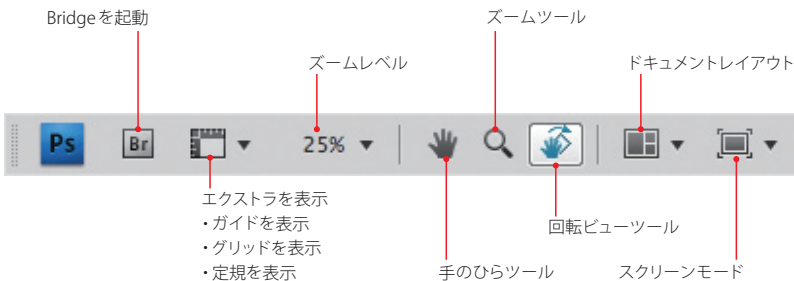 Bridgeを起動
ズームツール
ズームレベル
ドキュメントレイアウト
Ps
Br
25%
エクストラを表示
・ガイドを表示
・グリッドを表示
・定規を表示
回転ビューツール
手のひらツール
スクリーンモード